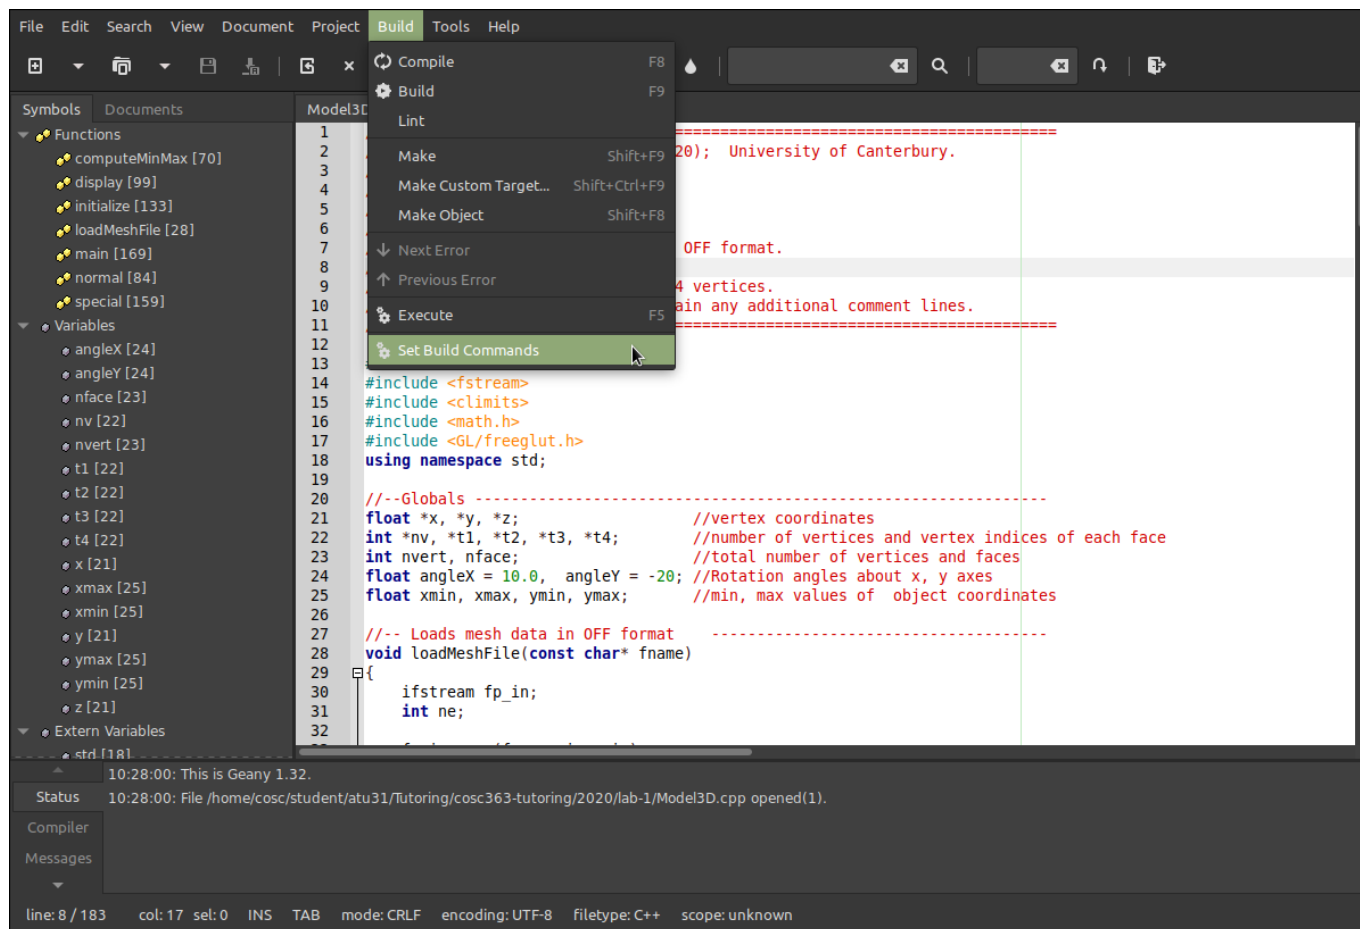 File Edit Search View Document Project Build Tools Help
Compile F8
Build F9
Lint
Make Shift+F9
Make Custom Target... Shift+Ctrl+F9
Make Object Shift+F8
Next Error
Previous Error
Execute F5
Set Build Commands
Symbols Documents
Functions
computeMinMax [70]
display [99]
initialize [133]
loadMeshFile [28]
main [169]
normal [84]
special [159]
Variables
angleX [24]
angleY [24]
nface [23]
nv [22]
nvert [23]
t1 [22]
t2 [22]
t3 [22]
t4 [22]
x [21]
xmax [25]
xmin [25]
y [21]
ymax [25]
ymin [25]
z [21]
Extern Variables
std [18]
Model3D
1 =========================================
2 20); University of Canterbury.
3
4
5
6
7 OFF format.
8
9 4 vertices.
10 ain any additional comment lines.
11 =========================================
12
13
14 #include <fstream>
15 #include <climits>
16 #include <math.h>
17 #include <GL/freeglut.h>
18 using namespace std;
19
20 //--Globals ---------------------------------------------------------------
21 float *x, *y, *z; //vertex coordinates
22 int *nv, *t1, *t2, *t3, *t4; //number of vertices and vertex indices of each face
23 int nvert, nface; //total number of vertices and faces
24 float angleX = 10.0, angleY = -20; //Rotation angles about x, y axes
25 float xmin, xmax, ymin, ymax; //min, max values of object coordinates
26
27 //-- Loads mesh data in OFF format -------------------------------------
28 void loadMeshFile(const char* fname)
29 {
30 ifstream fp_in;
31 int ne;
32
10:28:00: This is Geany 1.32.
10:28:00: File /home/cosc/student/atu31/Tutoring/cosc363-tutoring/2020/lab-1/Model3D.cpp opened(1).
Status
Compiler
Messages
line: 8 / 183 col: 17 sel: 0 INS TAB mode: CRLF encoding: UTF-8 filetype: C++ scope: unknown